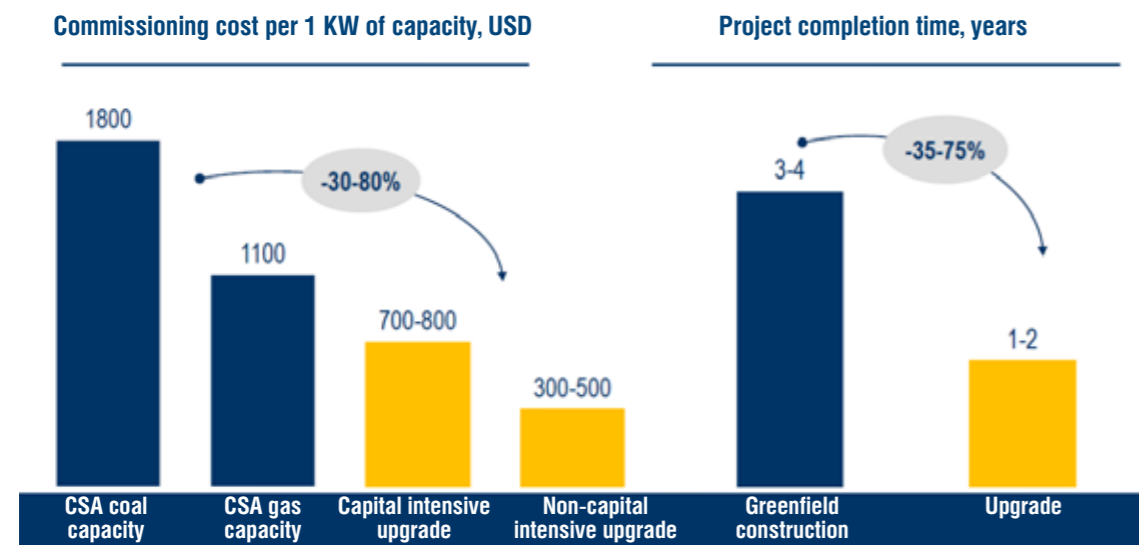 Commissioning cost per 1 KW of capacity, USD
1800
-30-80%
1100
700-800
300-500
CSA coal
capacity
CSA gas
capacity
Capital intensive
upgrade
Non-capital
intensive upgrade
Project completion time, years
3-4
-35-75%
1-2
Greenfield
construction
Upgrade